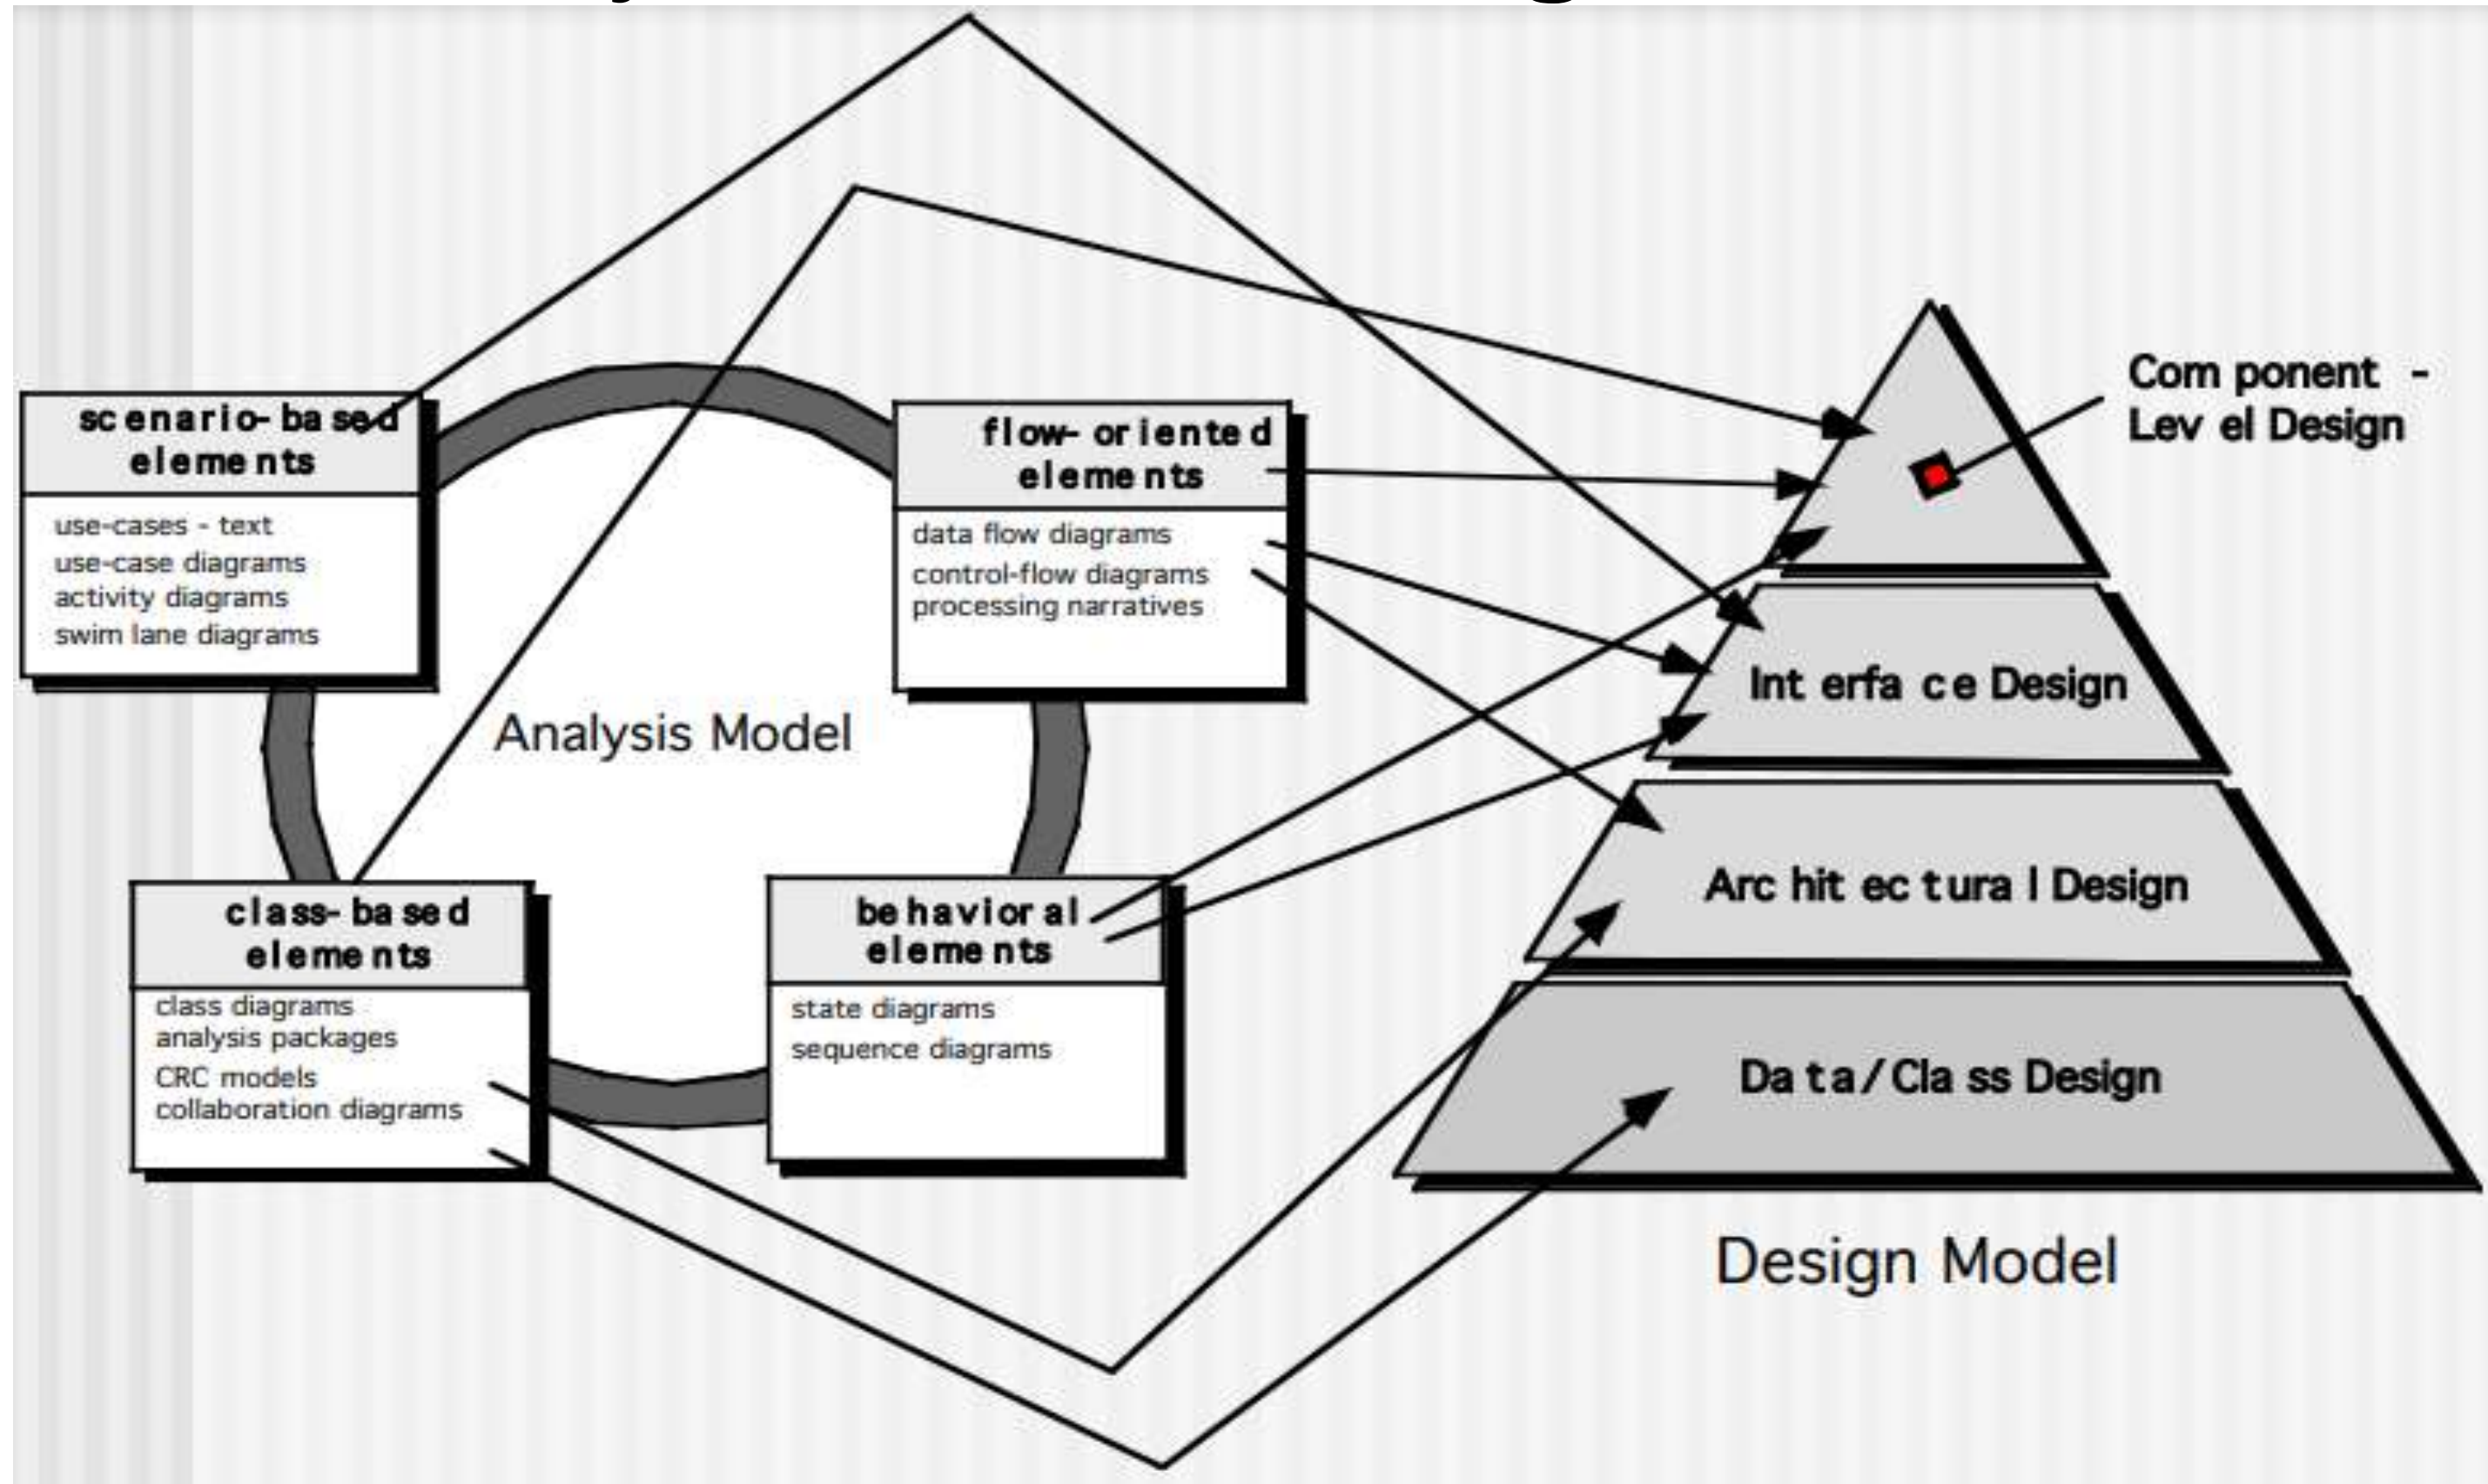 scenario-based
elements
use-cases - text
use-case diagrams
activity diagrams
swim lane diagrams
flow-oriented
elements
data flow diagrams
control-flow diagrams
processing narratives
Analysis Model
class-based
elements
class diagrams
analysis packages
CRC models
collaboration diagrams
behavioral
elements
state diagrams
sequence diagrams
Component -
Level Design
Interface Design
Architectural Design
Data/Class Design
Design Model